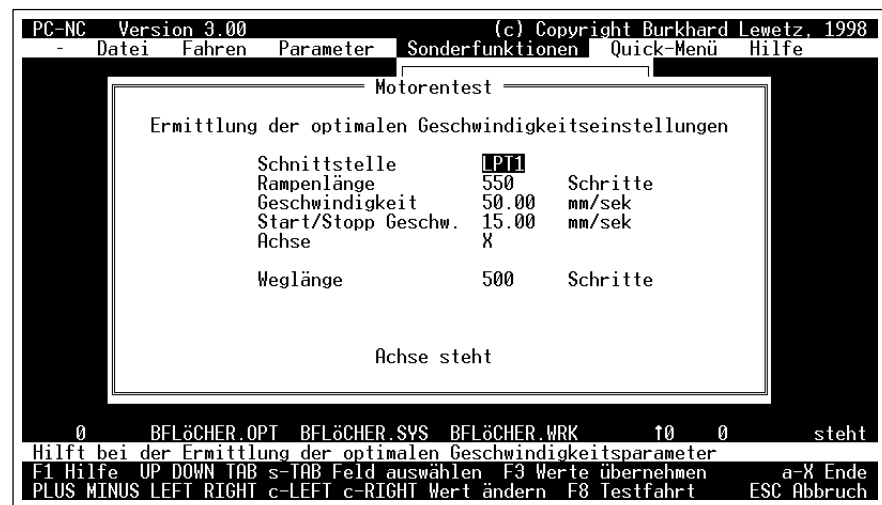 PC-NC Version 3.00 (c) Copyright Burkhard Lewetz, 1998
- Datei Fahren Parameter Sonderfunktionen Quick-Menü Hilfe
Motorentest
Ermittlung der optimalen Geschwindigkeitseinstellungen
Schnittstelle LPT1
Rampenlänge 550 Schritte
Geschwindigkeit 50.00 mm/sek
Start/Stopp Geschw. 15.00 mm/sek
Achse X
Weglänge 500 Schritte
Achse steht
0 BFLöCHER.OPT BFLöCHER.SYS BFLöCHER.WRK ↑0 0 steht
Hilft bei der Ermittlung der optimalen Geschwindigkeitsparameter
F1 Hilfe UP DOWN TAB s-TAB Feld auswählen F3 Werte übernehmen a-X Ende
PLUS MINUS LEFT RIGHT c-LEFT c-RIGHT Wert ändern F8 Testfahrt ESC Abbruch